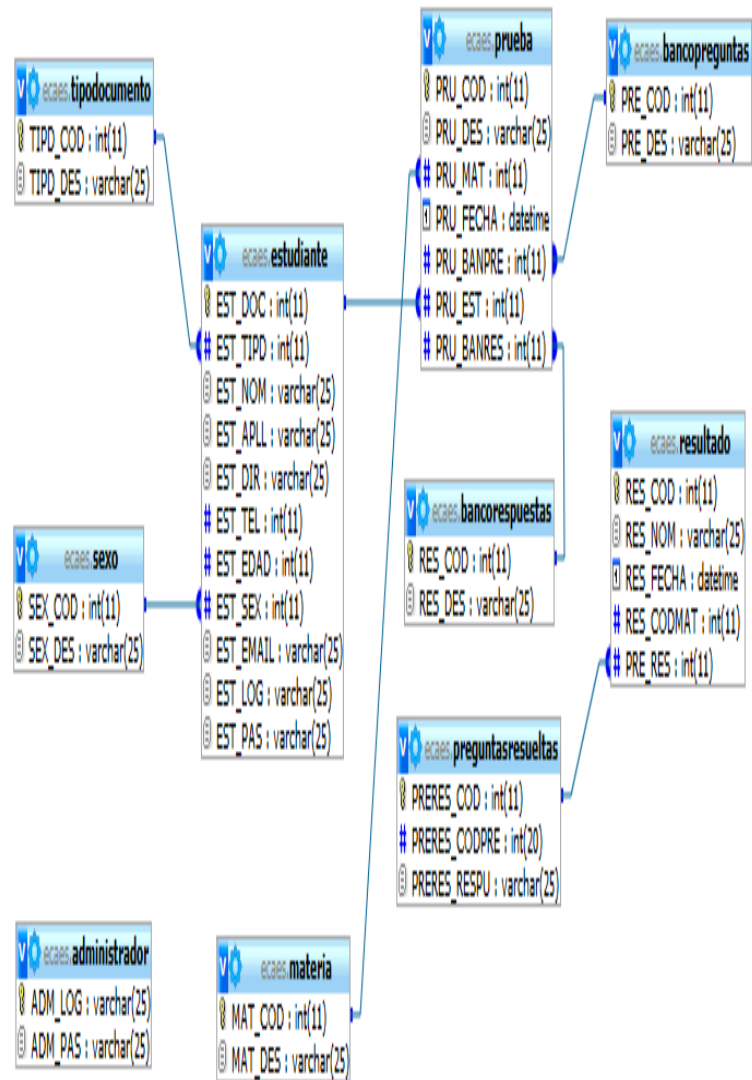 ecaes.tipodocumento
TIPD_COD : int(11)
TIPD_DES : varchar(25)
ecaes.estudiante
EST_DOC : int(11)
EST_TIPD : int(11)
EST_NOM : varchar(25)
EST_APLL : varchar(25)
EST_DIR : varchar(25)
EST_TEL : int(11)
EST_EDAD : int(11)
EST_SEX : int(11)
EST_EMAIL : varchar(25)
EST_LOG : varchar(25)
EST_PAS : varchar(25)
ecaes.prueba
PRU_COD : int(11)
PRU_DES : varchar(25)
PRU_MAT : int(11)
PRU_FECHA : datetime
PRU_BANPRE : int(11)
PRU_EST : int(11)
PRU_BANRES : int(11)
ecaes.bancopreguntas
PRE_COD : int(11)
PRE_DES : varchar(25)
ecaes.sexo
SEX_COD : int(11)
SEX_DES : varchar(25)
ecaes.bancorespuestas
RES_COD : int(11)
RES_DES : varchar(25)
ecaes.resultado
RES_COD : int(11)
RES_NOM : varchar(25)
RES_FECHA : datetime
RES_CODMAT : int(11)
PRE_RES : int(11)
ecaes.preguntasresueltas
PRERES_COD : int(11)
PRERES_CODPRE : int(20)
PRERES_RESPU : varchar(25)
ecaes.administrador
ADM_LOG : varchar(25)
ADM_PAS : varchar(25)
ecaes.materia
MAT_COD : int(11)
MAT_DES : varchar(25)